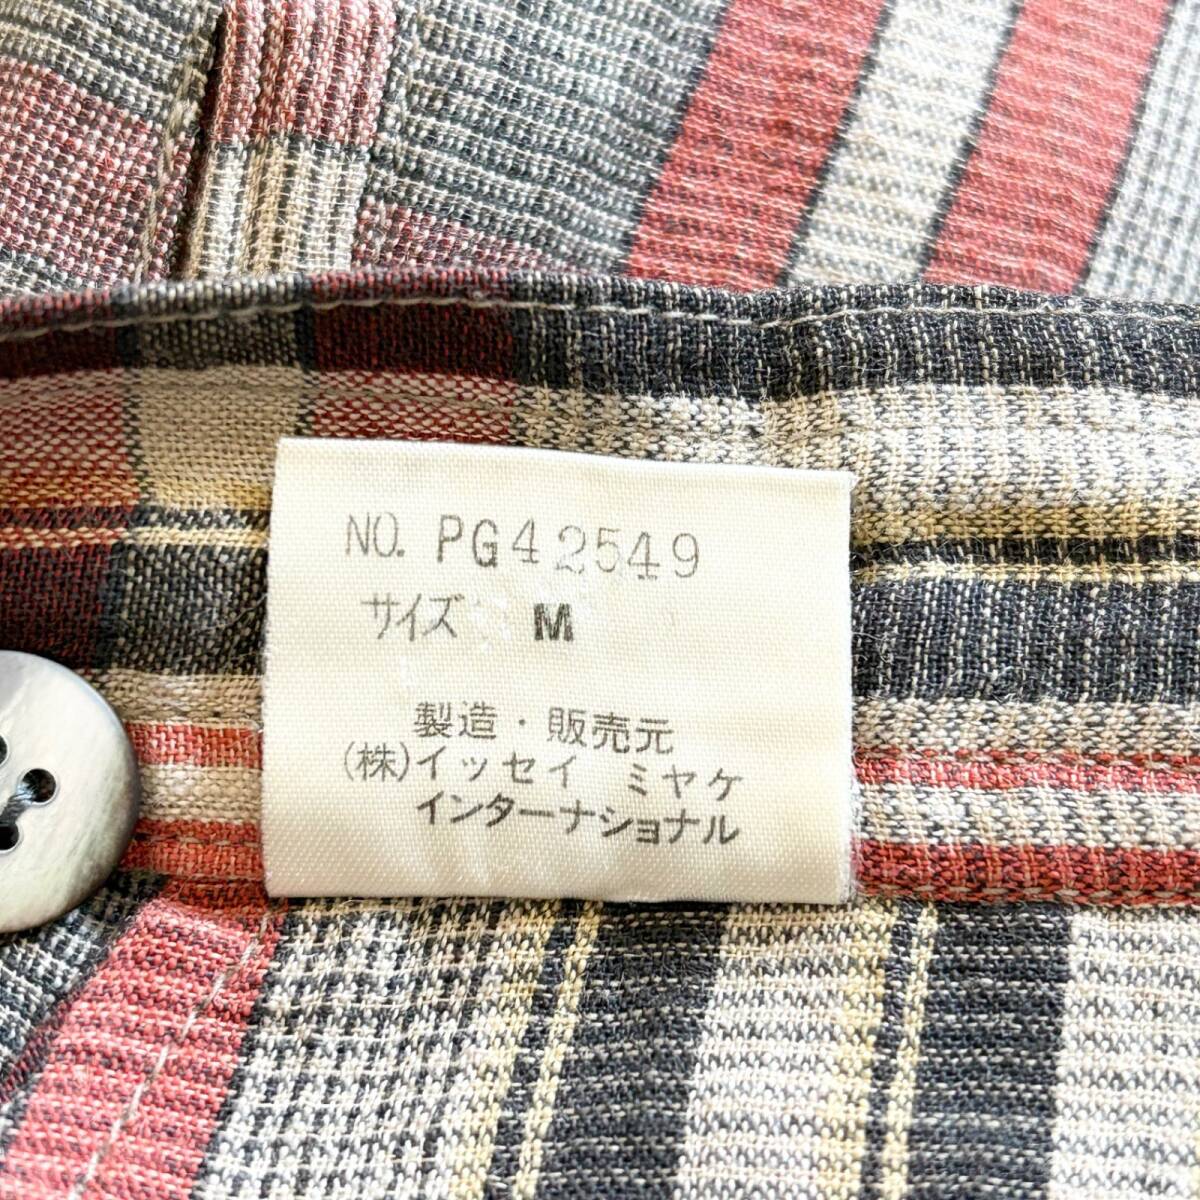 NO. PG42549
サイズ M
製造・販売元
(株)イッセイ ミヤケ
インターナショナル